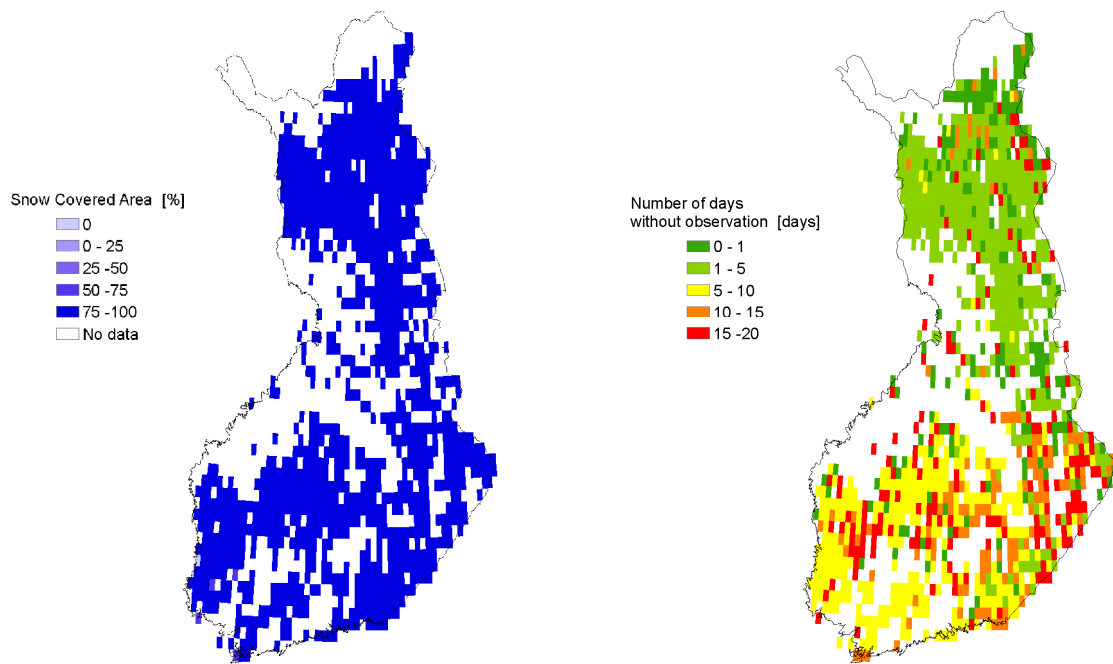 Snow Covered Area [%]
0
0 - 25
25 -50
50 -75
75 -100
No data
Number of days
without observation [days]
0 - 1
1 - 5
5 - 10
10 - 15
15 -20